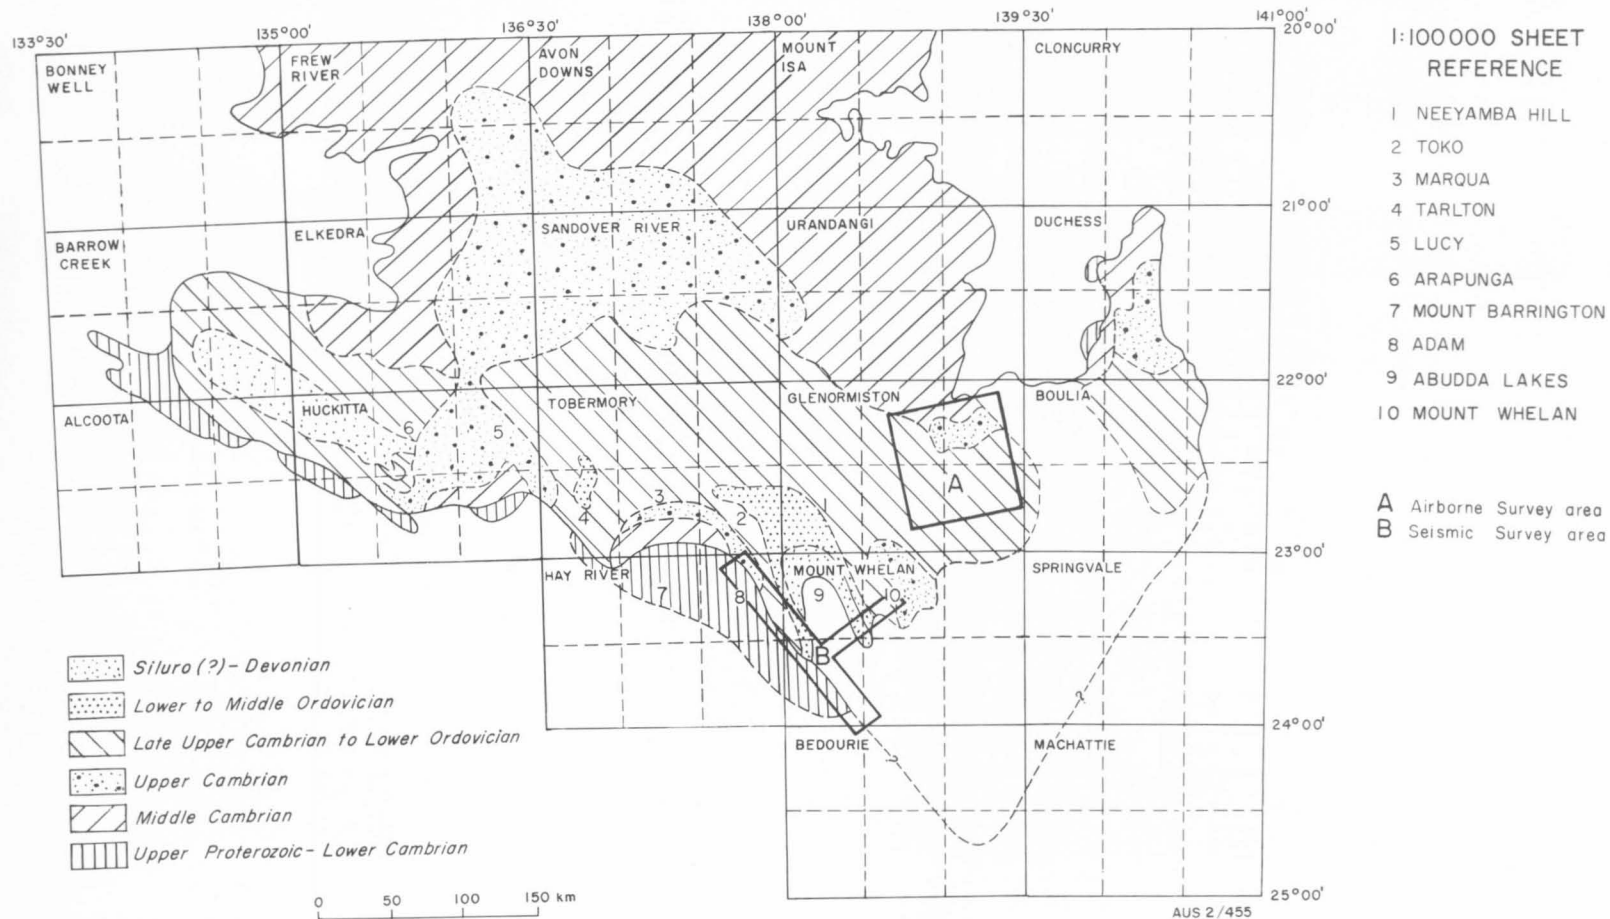 133°30'
135°00'
136°30'
138°00'
139°30'
141°00'
20°00'
BONNEY
WELL
FREW
RIVER
AVON
DOWNS
MOUNT
ISA
CLONCURRY
21°00'
BARROW
CREEK
ELKEDRA
SANDOVER RIVER
URANDANGI
DUCHESS
22°00'
ALCOOTA
HUCKITTA
TOBERMORY
GLENORMISTON
BOULIA
6
5
4
3
2
1
A
23°00'
HAY RIVER
MOUNT WHELAN
SPRINGVALE
7
8
9
10
B
?
24°00'
BEDOURIE
MACHATTIE
?
25°00'
1:100000 SHEET
REFERENCE
1 NEEYAMBA HILL
2 TOKO
3 MARQUA
4 TARLTON
5 LUCY
6 ARAPUNGA
7 MOUNT BARRINGTON
8 ADAM
9 ABUDDA LAKES
10 MOUNT WHELAN
A Airborne Survey area
B Seismic Survey area
Siluro (?)- Devonian
Lower to Middle Ordovician
Late Upper Cambrian to Lower Ordovician
Upper Cambrian
Middle Cambrian
Upper Proterozoic- Lower Cambrian
0 50 100 150 km
AUS 2/455